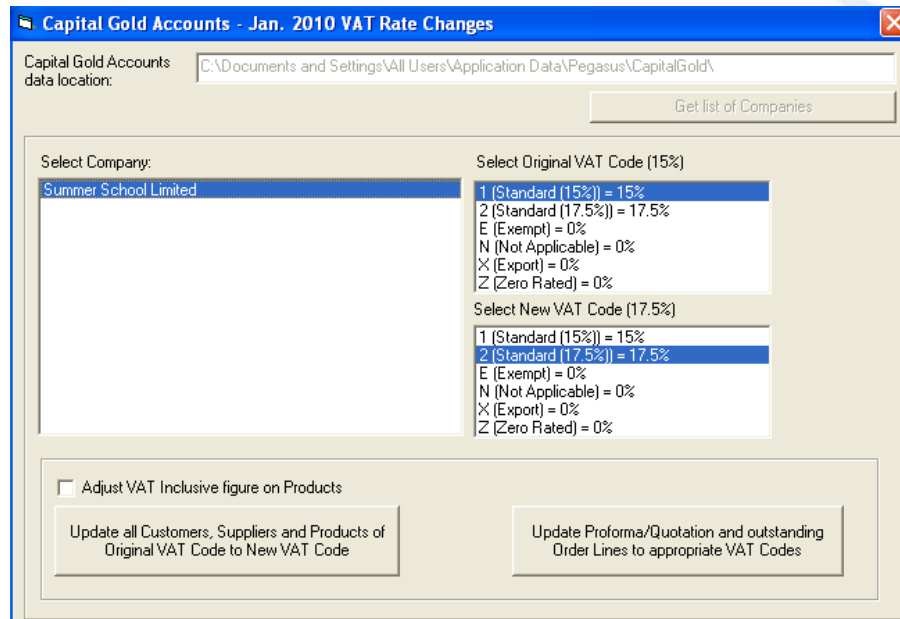 Capital Gold Accounts - Jan. 2010 VAT Rate Changes
Capital Gold Accounts
data location:
C:\Documents and Settings\All Users\Application Data\Pegasus\CapitalGold\
Get list of Companies
Select Company:
Summer School Limited
Select Original VAT Code (15%)
1 (Standard (15%)) = 15%
2 (Standard (17.5%)) = 17.5%
E (Exempt) = 0%
N (Not Applicable) = 0%
X (Export) = 0%
Z (Zero Rated) = 0%
Select New VAT Code (17.5%)
1 (Standard (15%)) = 15%
2 (Standard (17.5%)) = 17.5%
E (Exempt) = 0%
N (Not Applicable) = 0%
X (Export) = 0%
Z (Zero Rated) = 0%
Adjust VAT Inclusive figure on Products
Update all Customers, Suppliers and Products of
Original VAT Code to New VAT Code
Update Proforma/Quotation and outstanding
Order Lines to appropriate VAT Codes